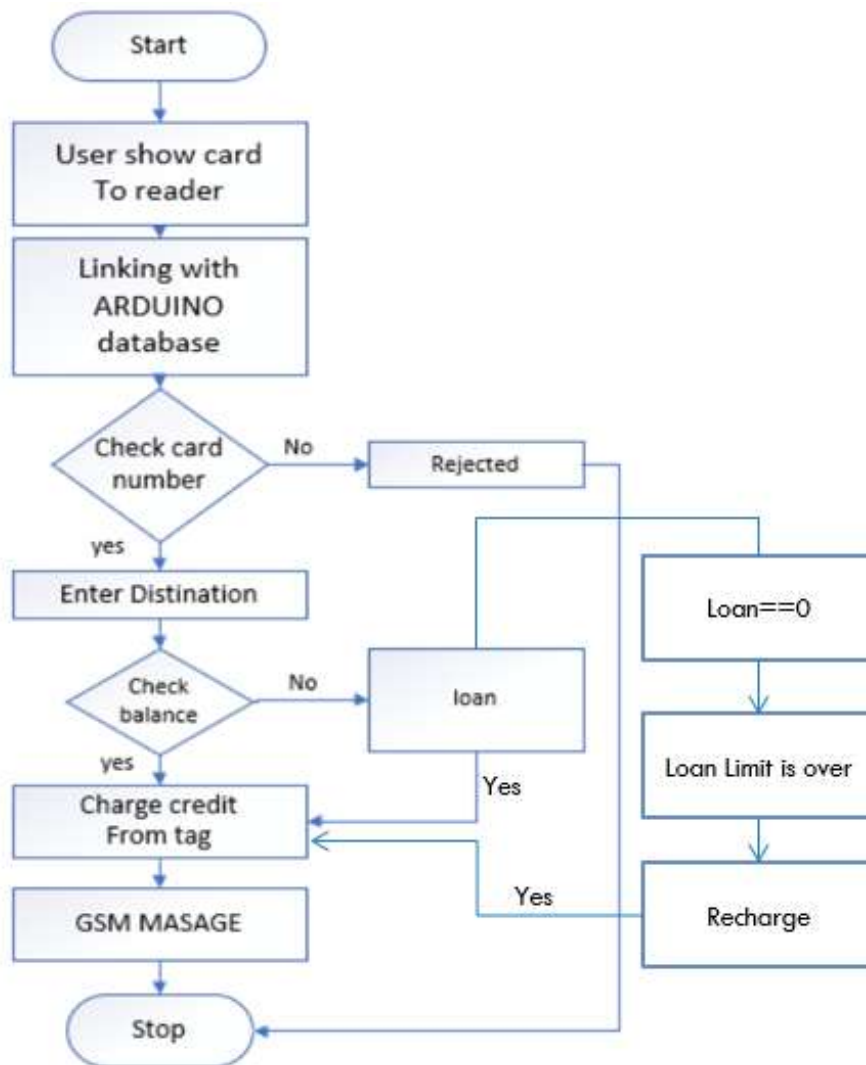 Start
User show card
To reader
Linking with
ARDUINO
database
Check card
number
No
Rejected
yes
Enter Distination
Loan==0
Check
balance
No
loan
Loan Limit is over
yes
Yes
Charge credit
From tag
Yes
Recharge
GSM MASAGE
Stop